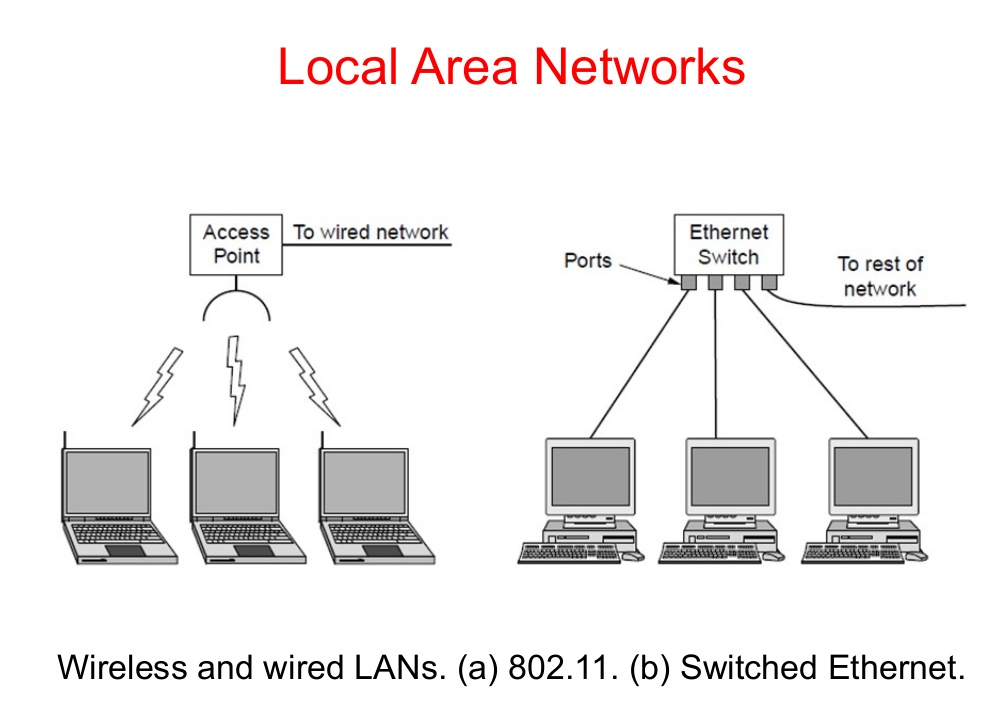 Local Area Networks
Access
Point
To wired network
Ethernet
Switch
Ports
To rest of
network
Wireless and wired LANs. (a) 802.11. (b) Switched Ethernet.